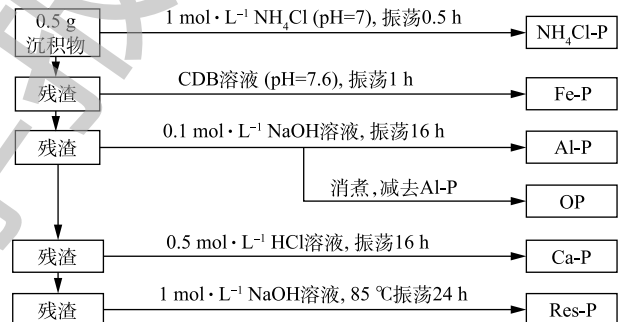 0.5 g
沉积物
1 mol·L⁻¹ NH₄Cl (pH=7), 振荡0.5 h
NH₄Cl-P
残渣
CDB溶液 (pH=7.6), 振荡1 h
Fe-P
残渣
0.1 mol·L⁻¹ NaOH溶液, 振荡16 h
Al-P
消煮, 减去Al-P
OP
残渣
0.5 mol·L⁻¹ HCl溶液, 振荡16 h
Ca-P
残渣
1 mol·L⁻¹ NaOH溶液, 85 ℃振荡24 h
Res-P